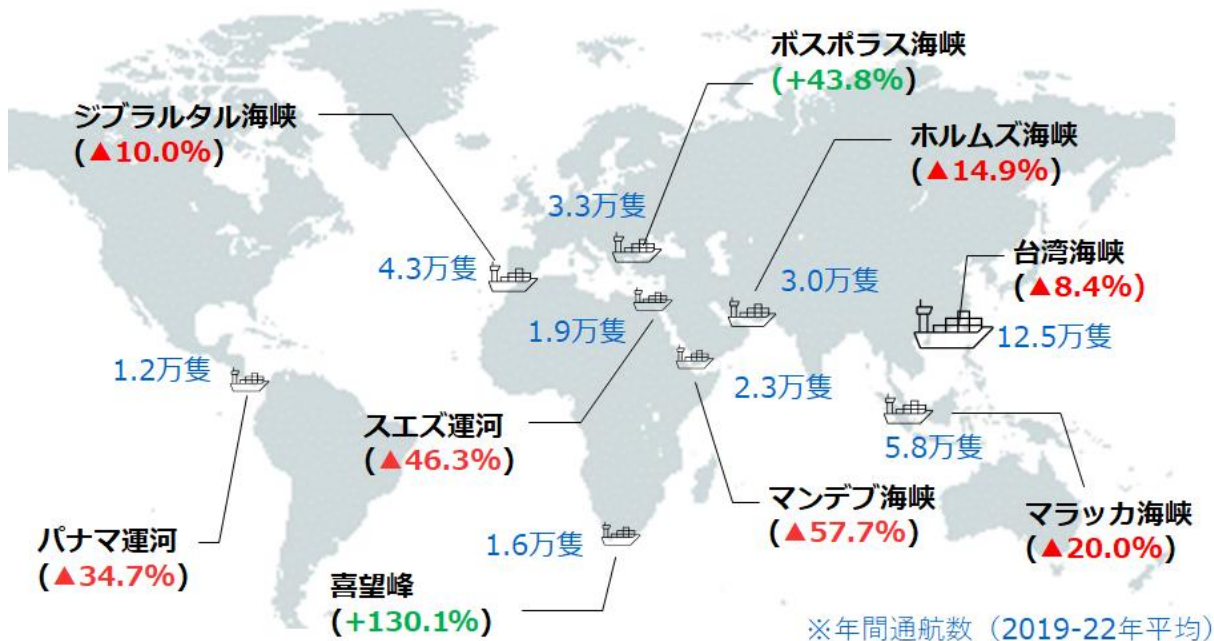 ボスポラス海峡
(+43.8%)
ジブラルタル海峡
(▲10.0%)
ホルムズ海峡
(▲14.9%)
3.3万隻
4.3万隻
3.0万隻
台湾海峡
(▲8.4%)
1.9万隻
12.5万隻
1.2万隻
2.3万隻
スエズ運河
(▲46.3%)
5.8万隻
マンデブ海峡
(▲57.7%)
マラッカ海峡
(▲20.0%)
パナマ運河
(▲34.7%)
1.6万隻
喜望峰
(+130.1%)
※年間通航数（2019-22年平均）